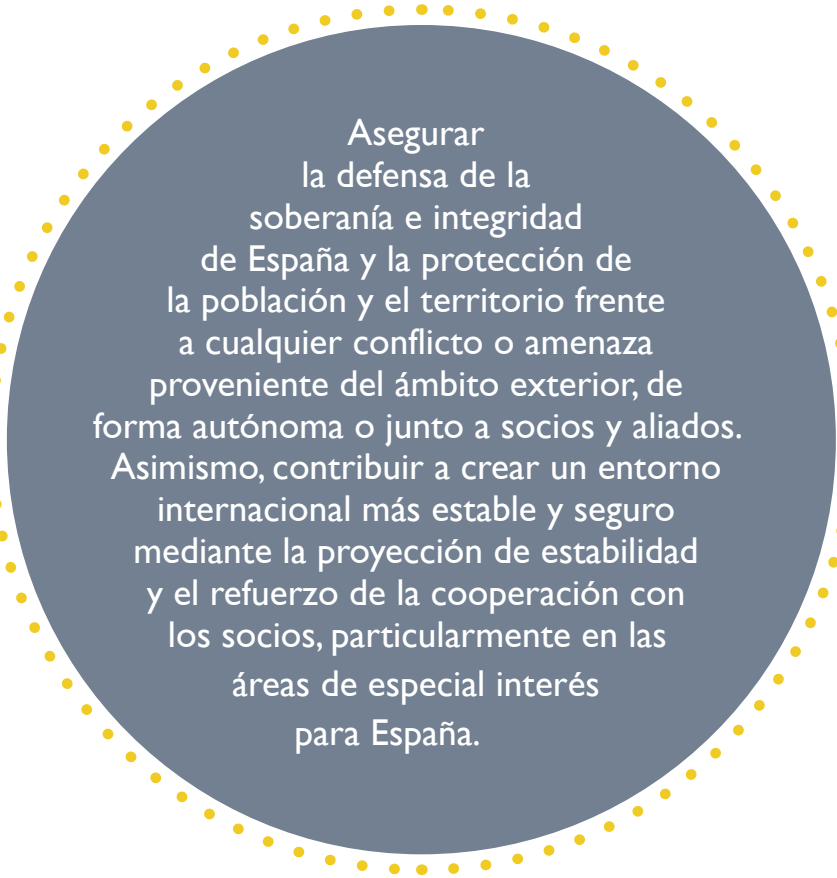 Asegurar
la defensa de la
soberanía e integridad
de España y la protección de
la población y el territorio frente
a cualquier conflicto o amenaza
proveniente del ámbito exterior, de
forma autónoma o junto a socios y aliados.
Asimismo, contribuir a crear un entorno
internacional más estable y seguro
mediante la proyección de estabilidad
y el refuerzo de la cooperación con
los socios, particularmente en las
áreas de especial interés
para España.